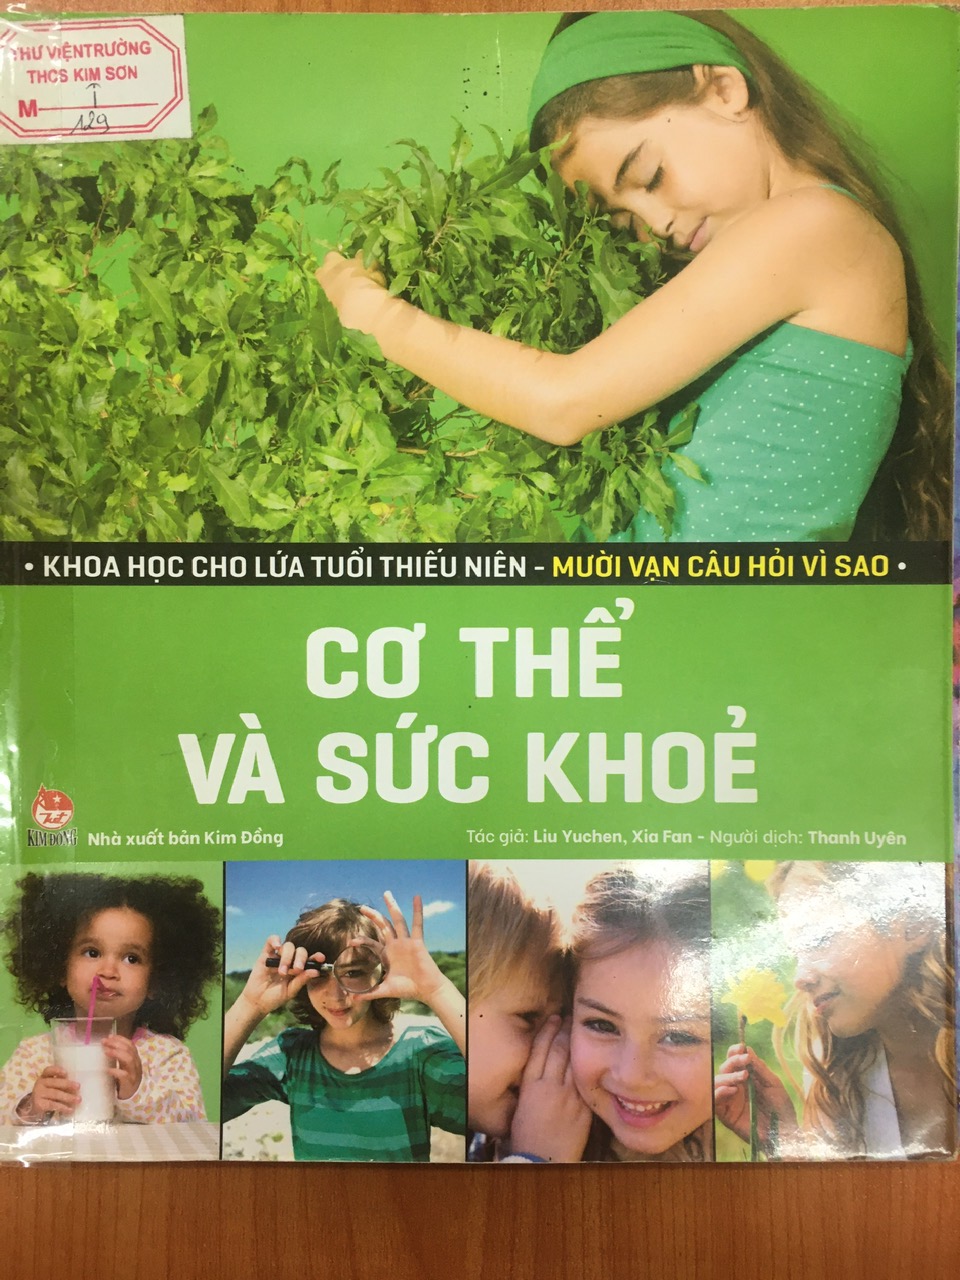 THƯ VIỆN TRƯỜNG
THCS KIM SƠN
M
129
• KHOA HỌC CHO LỨA TUỔI THIẾU NIÊN - MƯỜI VẠN CÂU HỎI VÌ SAO •
CƠ THỂ
VÀ SỨC KHOẺ
KIM ĐỒNG
Nhà xuất bản Kim Đồng
Tác giả: Liu Yuchen, Xia Fan - Người dịch: Thanh Uyên